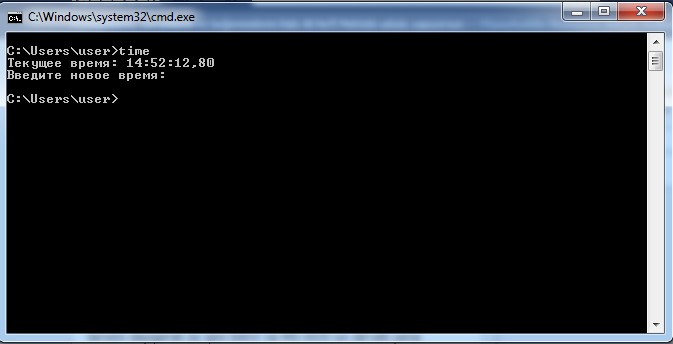 C:\Windows\system32\cmd.exe
C:\Users\user>time
Текущее время: 14:52:12,80
Введите новое время:
C:\Users\user>